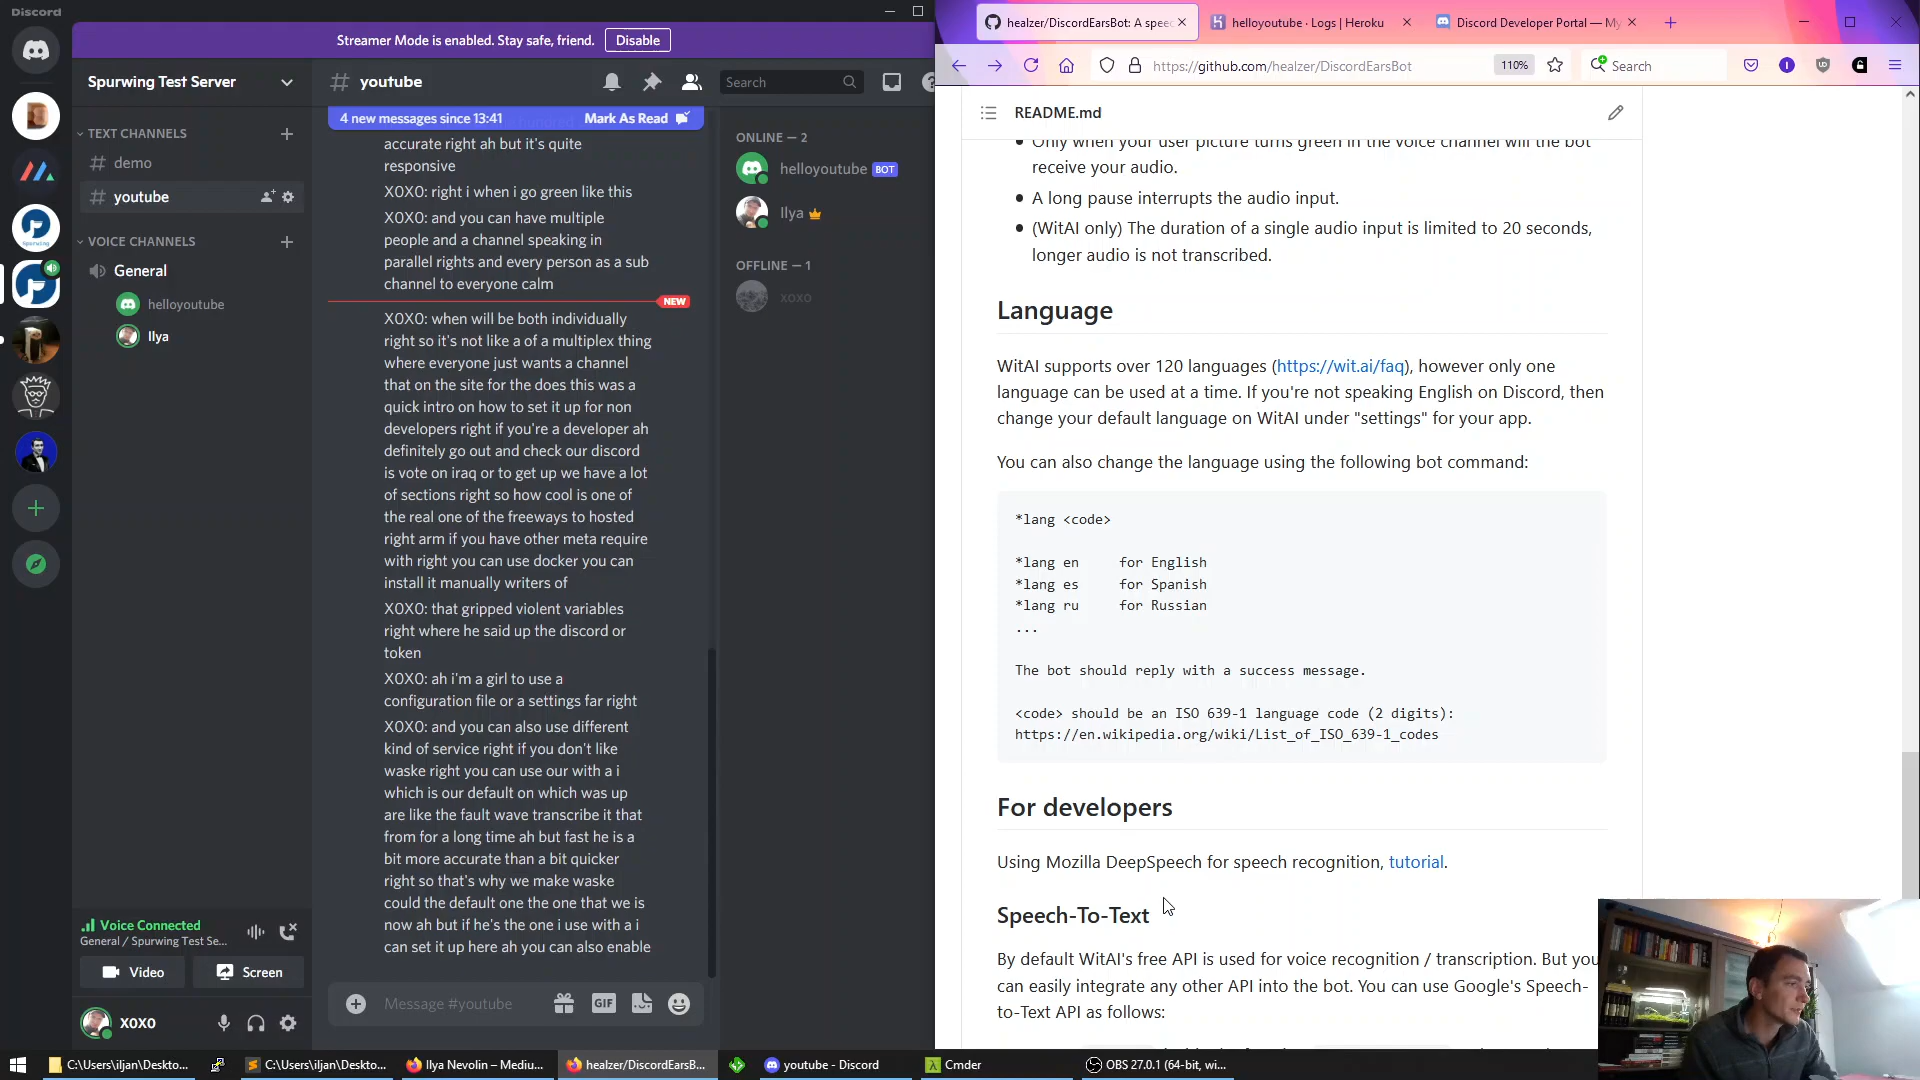 Discord
Streamer Mode is enabled. Stay safe, friend.
Disable
Spurwing Test Server
youtube
Search
TEXT CHANNELS
demo
youtube
VOICE CHANNELS
General
helloyoutube
Ilya
4 new messages since 13:41
Mark As Read
accurate right ah but it's quite
responsive
X0X0: right i when i go green like this
X0X0: and you can have multiple
people and a channel speaking in
parallel rights and every person as a sub
channel to everyone calm
NEW
X0X0: when will be both individually
right so it's not like a of a multiplex thing
where everyone just wants a channel
that on the site for the does this was a
quick intro on how to set it up for non
developers right if you're a developer ah
definitely go out and check our discord
is vote on iraq or to get up we have a lot
of sections right so how cool is one of
the real one of the freeways to hosted
right arm if you have other meta require
with right you can use docker you can
install it manually writers of
X0X0: that gripped violent variables
right where he said up the discord or
token
X0X0: ah i'm a girl to use a
configuration file or a settings far right
X0X0: and you can also use different
kind of service right if you don't like
waske right you can use our with a i
which is our default on which was up
are like the fault wave transcribe it that
from for a long time ah but fast he is a
bit more accurate than a bit quicker
right so that's why we make waske
could the default one the one that we is
now ah but if he's the one i use with a i
can set it up here ah you can also enable
Message #youtube
GIF
ONLINE — 2
helloyoutube BOT
Ilya
OFFLINE — 1
xoxo
Voice Connected
General / Spurwing Test Se...
Video
Screen
X0X0
healzer/DiscordEarsBot: A spee
helloyoutube · Logs | Heroku
Discord Developer Portal — My
https://github.com/healzer/DiscordEarsBot
110%
Search
README.md
Only when your user picture turns green in the voice channel will the bot
receive your audio.
A long pause interrupts the audio input.
(WitAI only) The duration of a single audio input is limited to 20 seconds,
longer audio is not transcribed.
Language
WitAI supports over 120 languages (https://wit.ai/faq), however only one
language can be used at a time. If you're not speaking English on Discord, then
change your default language on WitAI under "settings" for your app.
You can also change the language using the following bot command:
*lang <code>
*lang en for English
*lang es for Spanish
*lang ru for Russian
...
The bot should reply with a success message.
<code> should be an ISO 639-1 language code (2 digits):
https://en.wikipedia.org/wiki/List_of_ISO_639-1_codes
For developers
Using Mozilla DeepSpeech for speech recognition, tutorial.
Speech-To-Text
By default WitAI's free API is used for voice recognition / transcription. But you
can easily integrate any other API into the bot. You can use Google's Speech-
to-Text API as follows:
C:\Users\iljan\Deskto...
C:\Users\iljan\Deskto...
Ilya Nevolin – Mediu...
healzer/DiscordEarsB...
youtube - Discord
Cmder
OBS 27.0.1 (64-bit, wi...